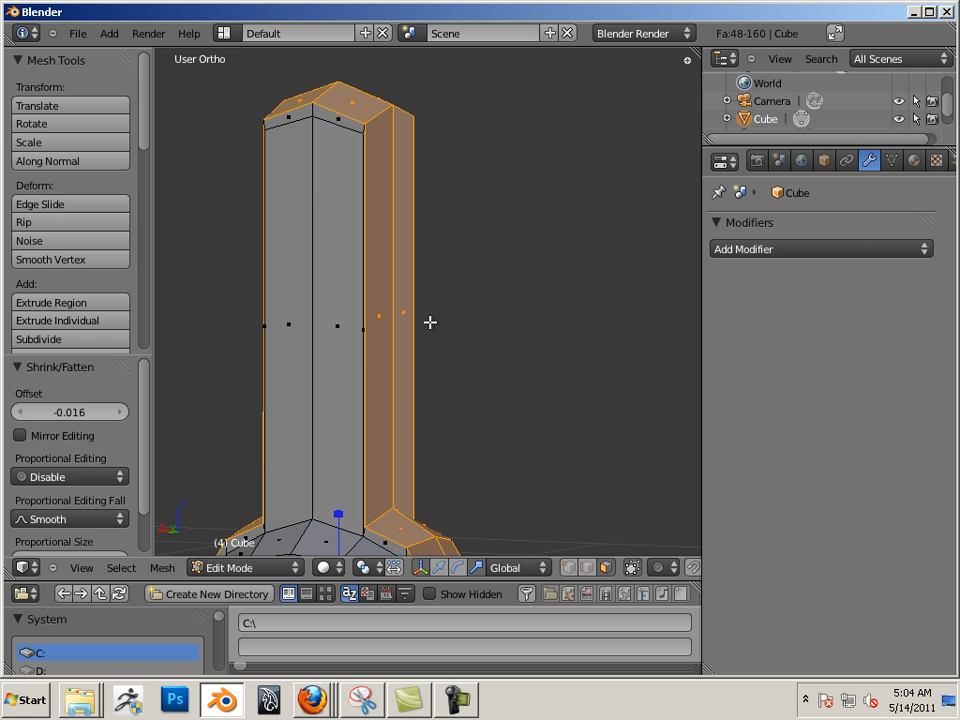 Blender
File Add Render Help Default Scene Blender Render Fa:48-160 | Cube
Mesh Tools
User Ortho
View Search All Scenes
Transform:
World
Translate
Camera
Rotate
Cube
Scale
Along Normal
Deform:
Cube
Edge Slide
Rip
Modifiers
Noise
Add Modifier
Smooth Vertex
Add:
Extrude Region
Extrude Individual
Subdivide
Shrink/Fatten
Offset
-0.016
Mirror Editing
Proportional Editing
Disable
Proportional Editing Fall
Smooth
Proportional Size
(4) Cube
View Select Mesh Edit Mode Global
Create New Directory Show Hidden
System
C:\
C:
D:
Start Ps 5:04 AM
5/14/2011